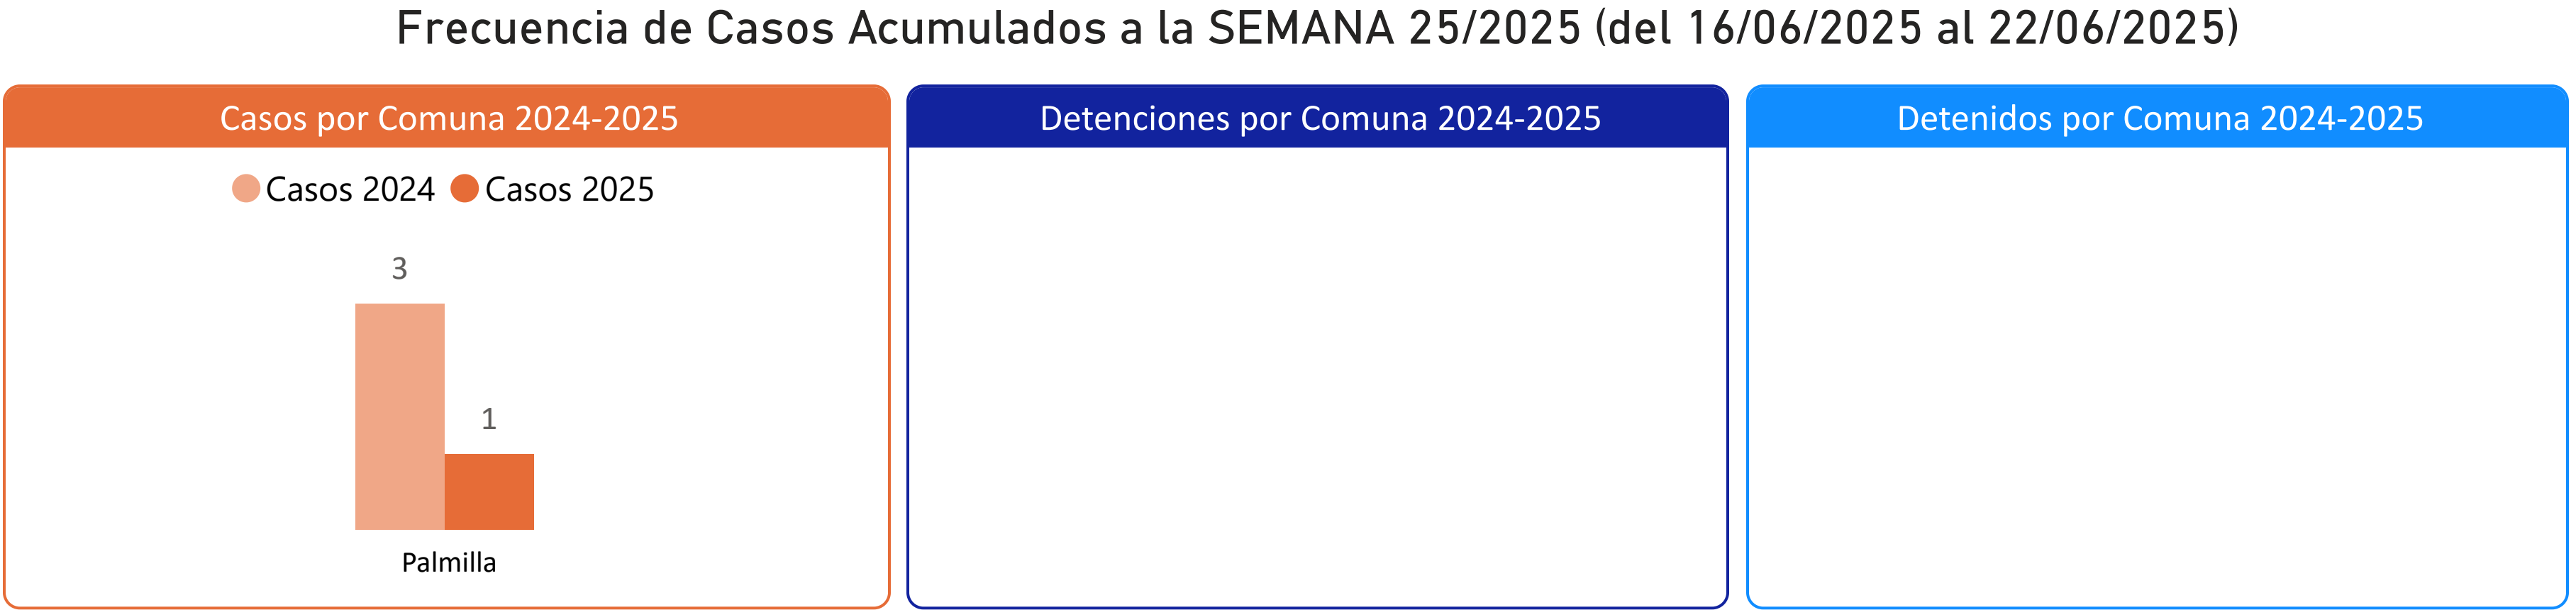 Frecuencia de Casos Acumulados a la SEMANA 25/2025 (del 16/06/2025 al 22/06/2025)
Casos por Comuna 2024-2025
Casos 2024 Casos 2025
3
1
Palmilla
Detenciones por Comuna 2024-2025
Detenidos por Comuna 2024-2025